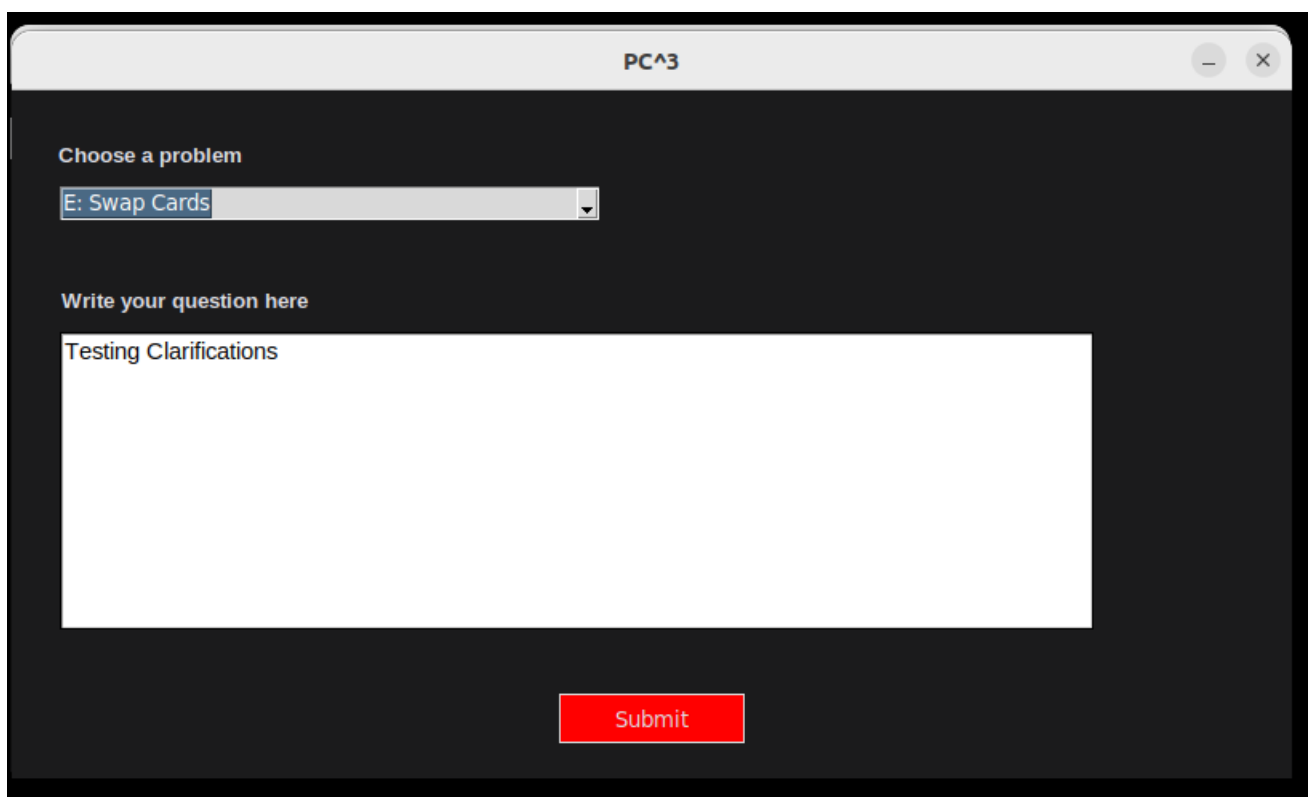 PC^3
Choose a problem
E: Swap Cards
Write your question here
Testing Clarifications
Submit